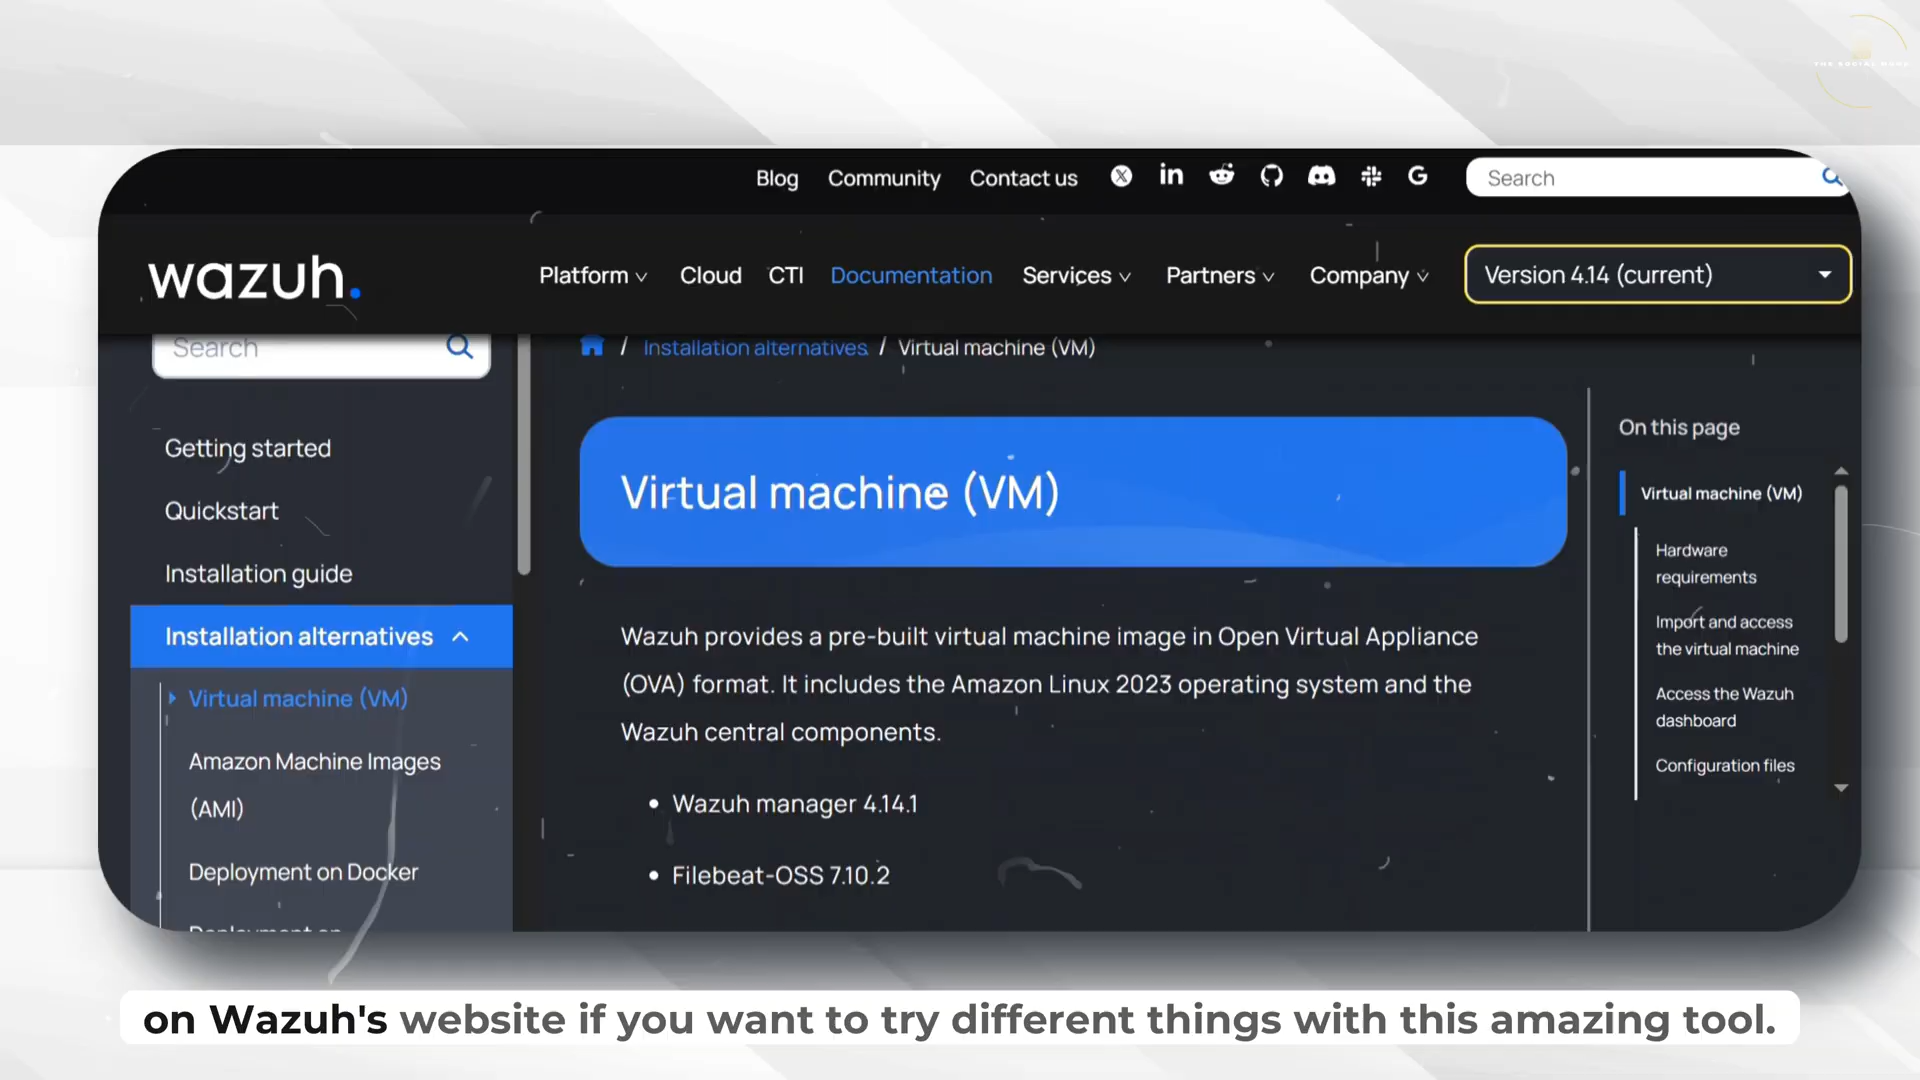 Blog Community Contact us Search
wazuh. Platform Cloud CTI Documentation Services Partners Company Version 4.14 (current)
Search
/ Installation alternatives / Virtual machine (VM)
Getting started
Quickstart
Installation guide
Installation alternatives
Virtual machine (VM)
Amazon Machine Images
(AMI)
Deployment on Docker
Virtual machine (VM)
Wazuh provides a pre-built virtual machine image in Open Virtual Appliance
(OVA) format. It includes the Amazon Linux 2023 operating system and the
Wazuh central components.
• Wazuh manager 4.14.1
• Filebeat-OSS 7.10.2
On this page
Virtual machine (VM)
Hardware
requirements
Import and access
the virtual machine
Access the Wazuh
dashboard
Configuration files
on Wazuh's website if you want to try different things with this amazing tool.